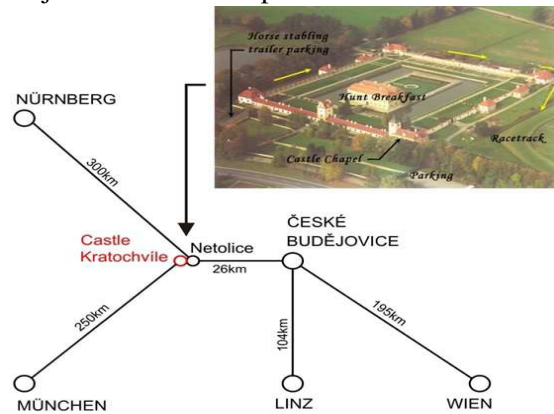 Horse stabling
trailer parking
Hunt Breakfast
Racetrack
Castle Chapel
Parking
NÜRNBERG
300km
ČESKÉ
BUDĚJOVICE
Castle
Kratochvíle
Netolice
26km
250km
104km
195km
MÜNCHEN
LINZ
WIEN